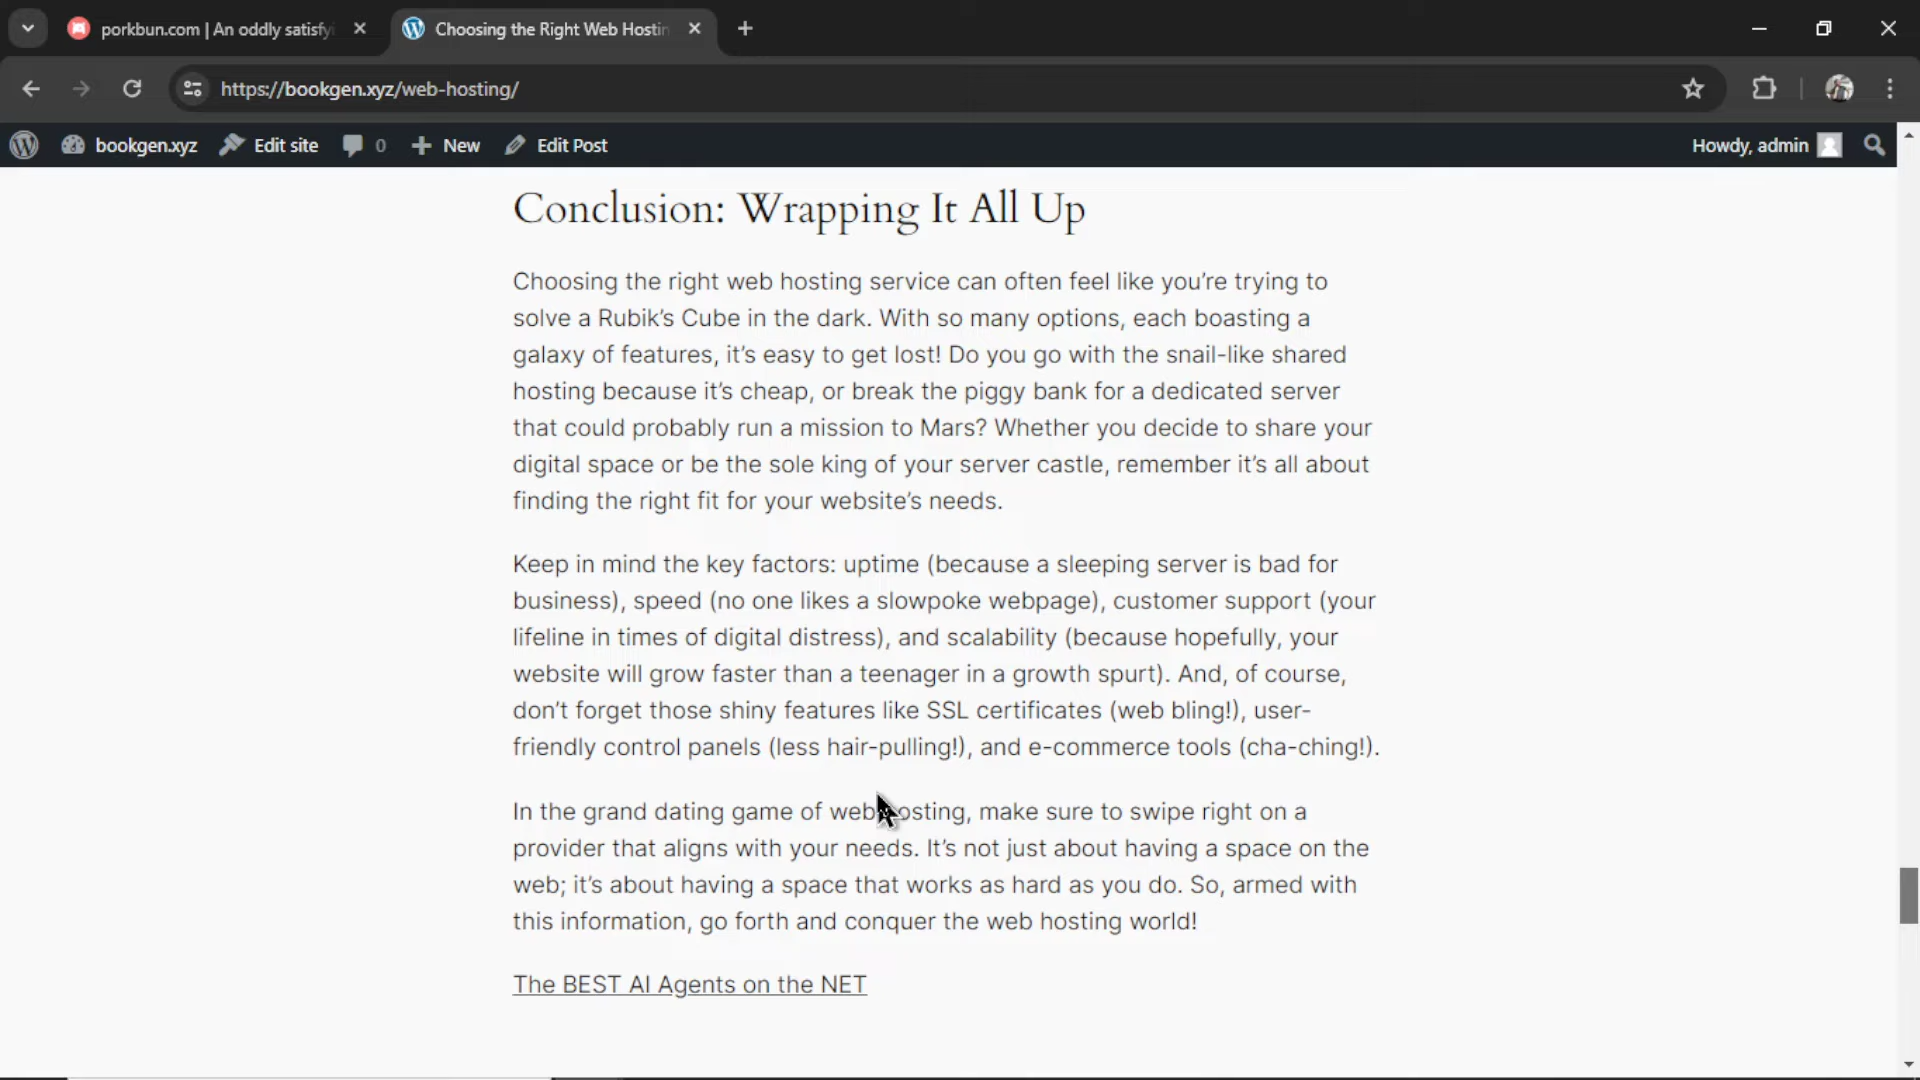 porkbun.com | An oddly satisfyi
Choosing the Right Web Hostin
https://bookgen.xyz/web-hosting/
bookgen.xyz
Edit site
0
New
Edit Post
Howdy, admin
Conclusion: Wrapping It All Up
Choosing the right web hosting service can often feel like you’re trying to
solve a Rubik’s Cube in the dark. With so many options, each boasting a
galaxy of features, it’s easy to get lost! Do you go with the snail-like shared
hosting because it’s cheap, or break the piggy bank for a dedicated server
that could probably run a mission to Mars? Whether you decide to share your
digital space or be the sole king of your server castle, remember it’s all about
finding the right fit for your website’s needs.
Keep in mind the key factors: uptime (because a sleeping server is bad for
business), speed (no one likes a slowpoke webpage), customer support (your
lifeline in times of digital distress), and scalability (because hopefully, your
website will grow faster than a teenager in a growth spurt). And, of course,
don’t forget those shiny features like SSL certificates (web bling!), user-
friendly control panels (less hair-pulling!), and e-commerce tools (cha-ching!).
In the grand dating game of web hosting, make sure to swipe right on a
provider that aligns with your needs. It’s not just about having a space on the
web; it’s about having a space that works as hard as you do. So, armed with
this information, go forth and conquer the web hosting world!
The BEST AI Agents on the NET